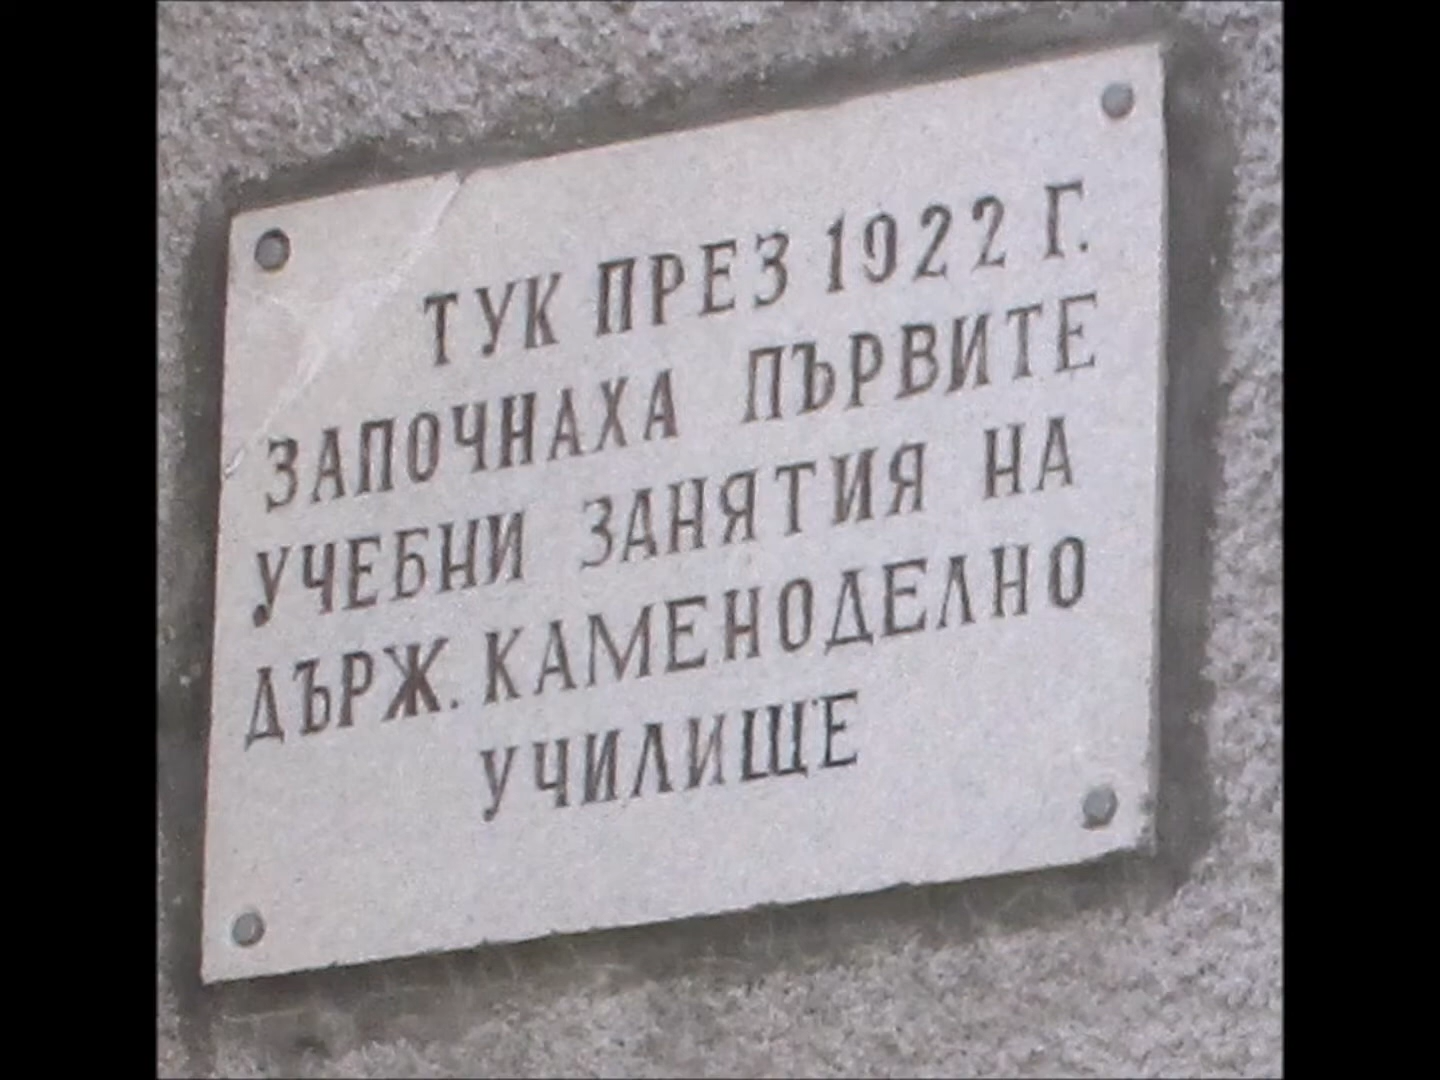 ТУК ПРЕЗ 1922 Г.
ЗАПОЧНАХА ПЪРВИТЕ
УЧЕБНИ ЗАНЯТИЯ НА
ДЪРЖ. КАМЕНОДЕЛНО
УЧИЛИЩЕ